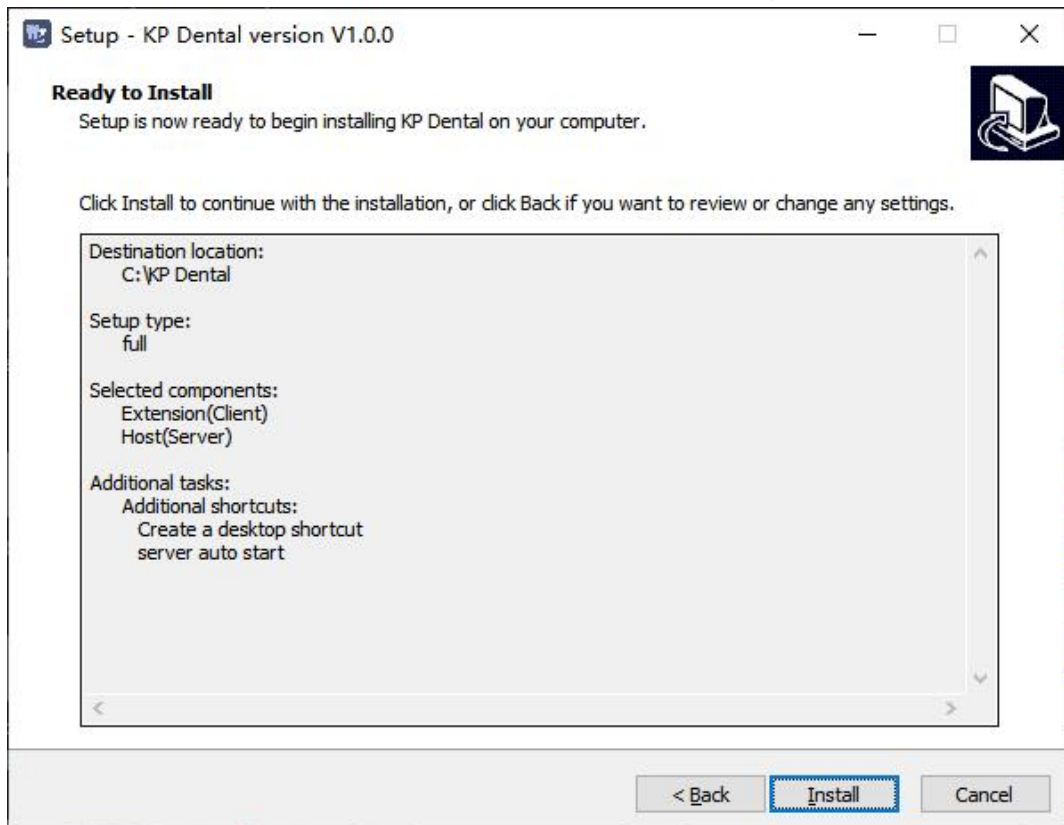 Setup - KP Dental version V1.0.0
Ready to Install
Setup is now ready to begin installing KP Dental on your computer.
Click Install to continue with the installation, or click Back if you want to review or change any settings.
Destination location:
C:\KP Dental
Setup type:
full
Selected components:
Extension(Client)
Host(Server)
Additional tasks:
Additional shortcuts:
Create a desktop shortcut
server auto start
< Back
Install
Cancel